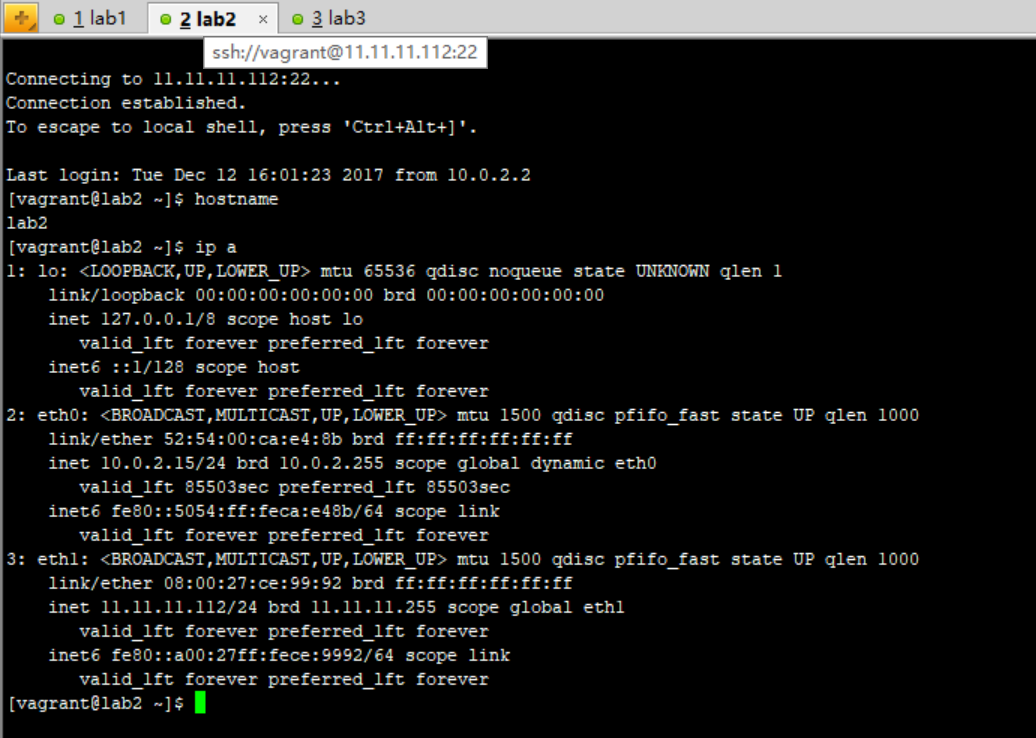 1 lab1
2 lab2 ×
3 lab3
ssh://vagrant@11.11.11.112:22
Connecting to 11.11.11.112:22...
Connection established.
To escape to local shell, press 'Ctrl+Alt+]'.
Last login: Tue Dec 12 16:01:23 2017 from 10.0.2.2
[vagrant@lab2 ~]$ hostname
lab2
[vagrant@lab2 ~]$ ip a
1: lo: <LOOPBACK,UP,LOWER_UP> mtu 65536 qdisc noqueue state UNKNOWN qlen 1
    link/loopback 00:00:00:00:00:00 brd 00:00:00:00:00:00
    inet 127.0.0.1/8 scope host lo
       valid_lft forever preferred_lft forever
    inet6 ::1/128 scope host
       valid_lft forever preferred_lft forever
2: eth0: <BROADCAST,MULTICAST,UP,LOWER_UP> mtu 1500 qdisc pfifo_fast state UP qlen 1000
    link/ether 52:54:00:ca:e4:8b brd ff:ff:ff:ff:ff:ff
    inet 10.0.2.15/24 brd 10.0.2.255 scope global dynamic eth0
       valid_lft 85503sec preferred_lft 85503sec
    inet6 fe80::5054:ff:feca:e48b/64 scope link
       valid_lft forever preferred_lft forever
3: eth1: <BROADCAST,MULTICAST,UP,LOWER_UP> mtu 1500 qdisc pfifo_fast state UP qlen 1000
    link/ether 08:00:27:ce:99:92 brd ff:ff:ff:ff:ff:ff
    inet 11.11.11.112/24 brd 11.11.11.255 scope global eth1
       valid_lft forever preferred_lft forever
    inet6 fe80::a00:27ff:fece:9992/64 scope link
       valid_lft forever preferred_lft forever
[vagrant@lab2 ~]$